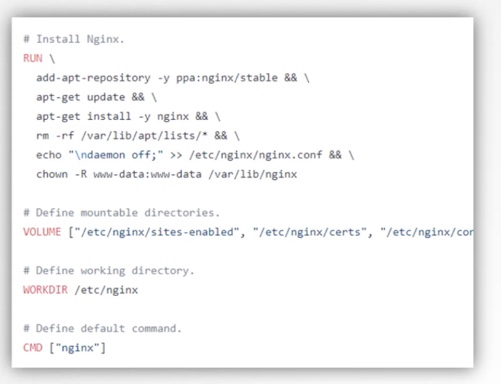 # Install Nginx.
RUN \
add-apt-repository -y ppa:nginx/stable && \
apt-get update && \
apt-get install -y nginx && \
rm -rf /var/lib/apt/lists/* && \
echo "\ndaemon off;" >> /etc/nginx/nginx.conf && \
chown -R www-data:www-data /var/lib/nginx
# Define mountable directories.
VOLUME ["/etc/nginx/sites-enabled", "/etc/nginx/certs", "/etc/nginx/cor
# Define working directory.
WORKDIR /etc/nginx
# Define default command.
CMD ["nginx"]